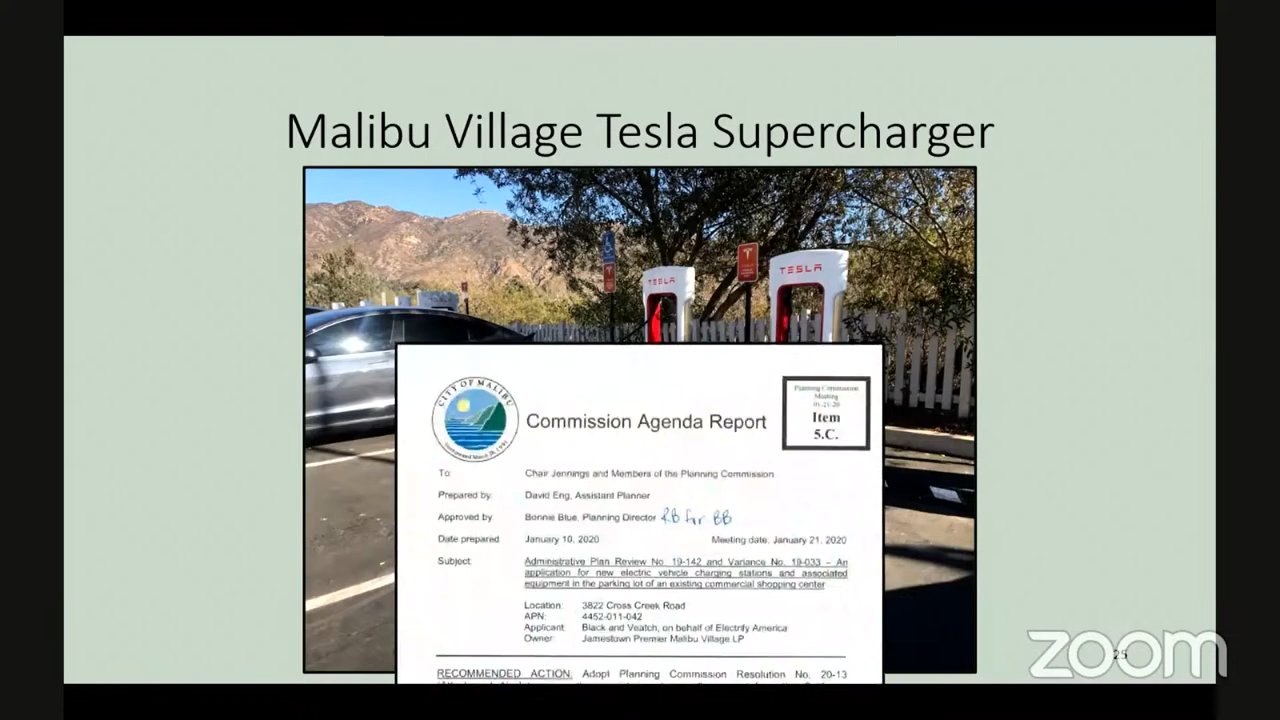 Malibu Village Tesla Supercharger
TESLA
TESLA
CITY OF MALIBU
Commission Agenda Report
Planning Commission
Meeting
01-21-20
Item
5.C.
To: Chair Jennings and Members of the Planning Commission
Prepared by: David Eng, Assistant Planner
Approved by: Bonnie Blue, Planning Director RB for BB
Date prepared January 10, 2020 Meeting date: January 21, 2020
Subject: Administrative Plan Review No. 19-142 and Variance No. 19-033 – An
application for new electric vehicle charging stations and associated
equipment in the parking lot of an existing commercial shopping center
Location: 3822 Cross Creek Road
APN: 4452-011-042
Applicant: Black and Veatch, on behalf of Electrify America
Owner: Jamestown Premier Malibu Village LP
RECOMMENDED ACTION: Adopt Planning Commission Resolution No. 20-13
25
zoom